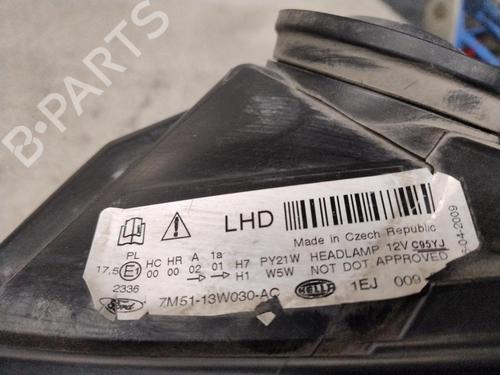 B-PARTS
LHD
Made in Czech Republic
PL HC HR A 1a H7 PY21W HEADLAMP 12V C95YJ
17,5 E1 00 00 02 01 H1 W5W NOT DOT APPROVED
2336
Ford 7M51-13W030-AC HELLA 1EJ 009
-04-2009